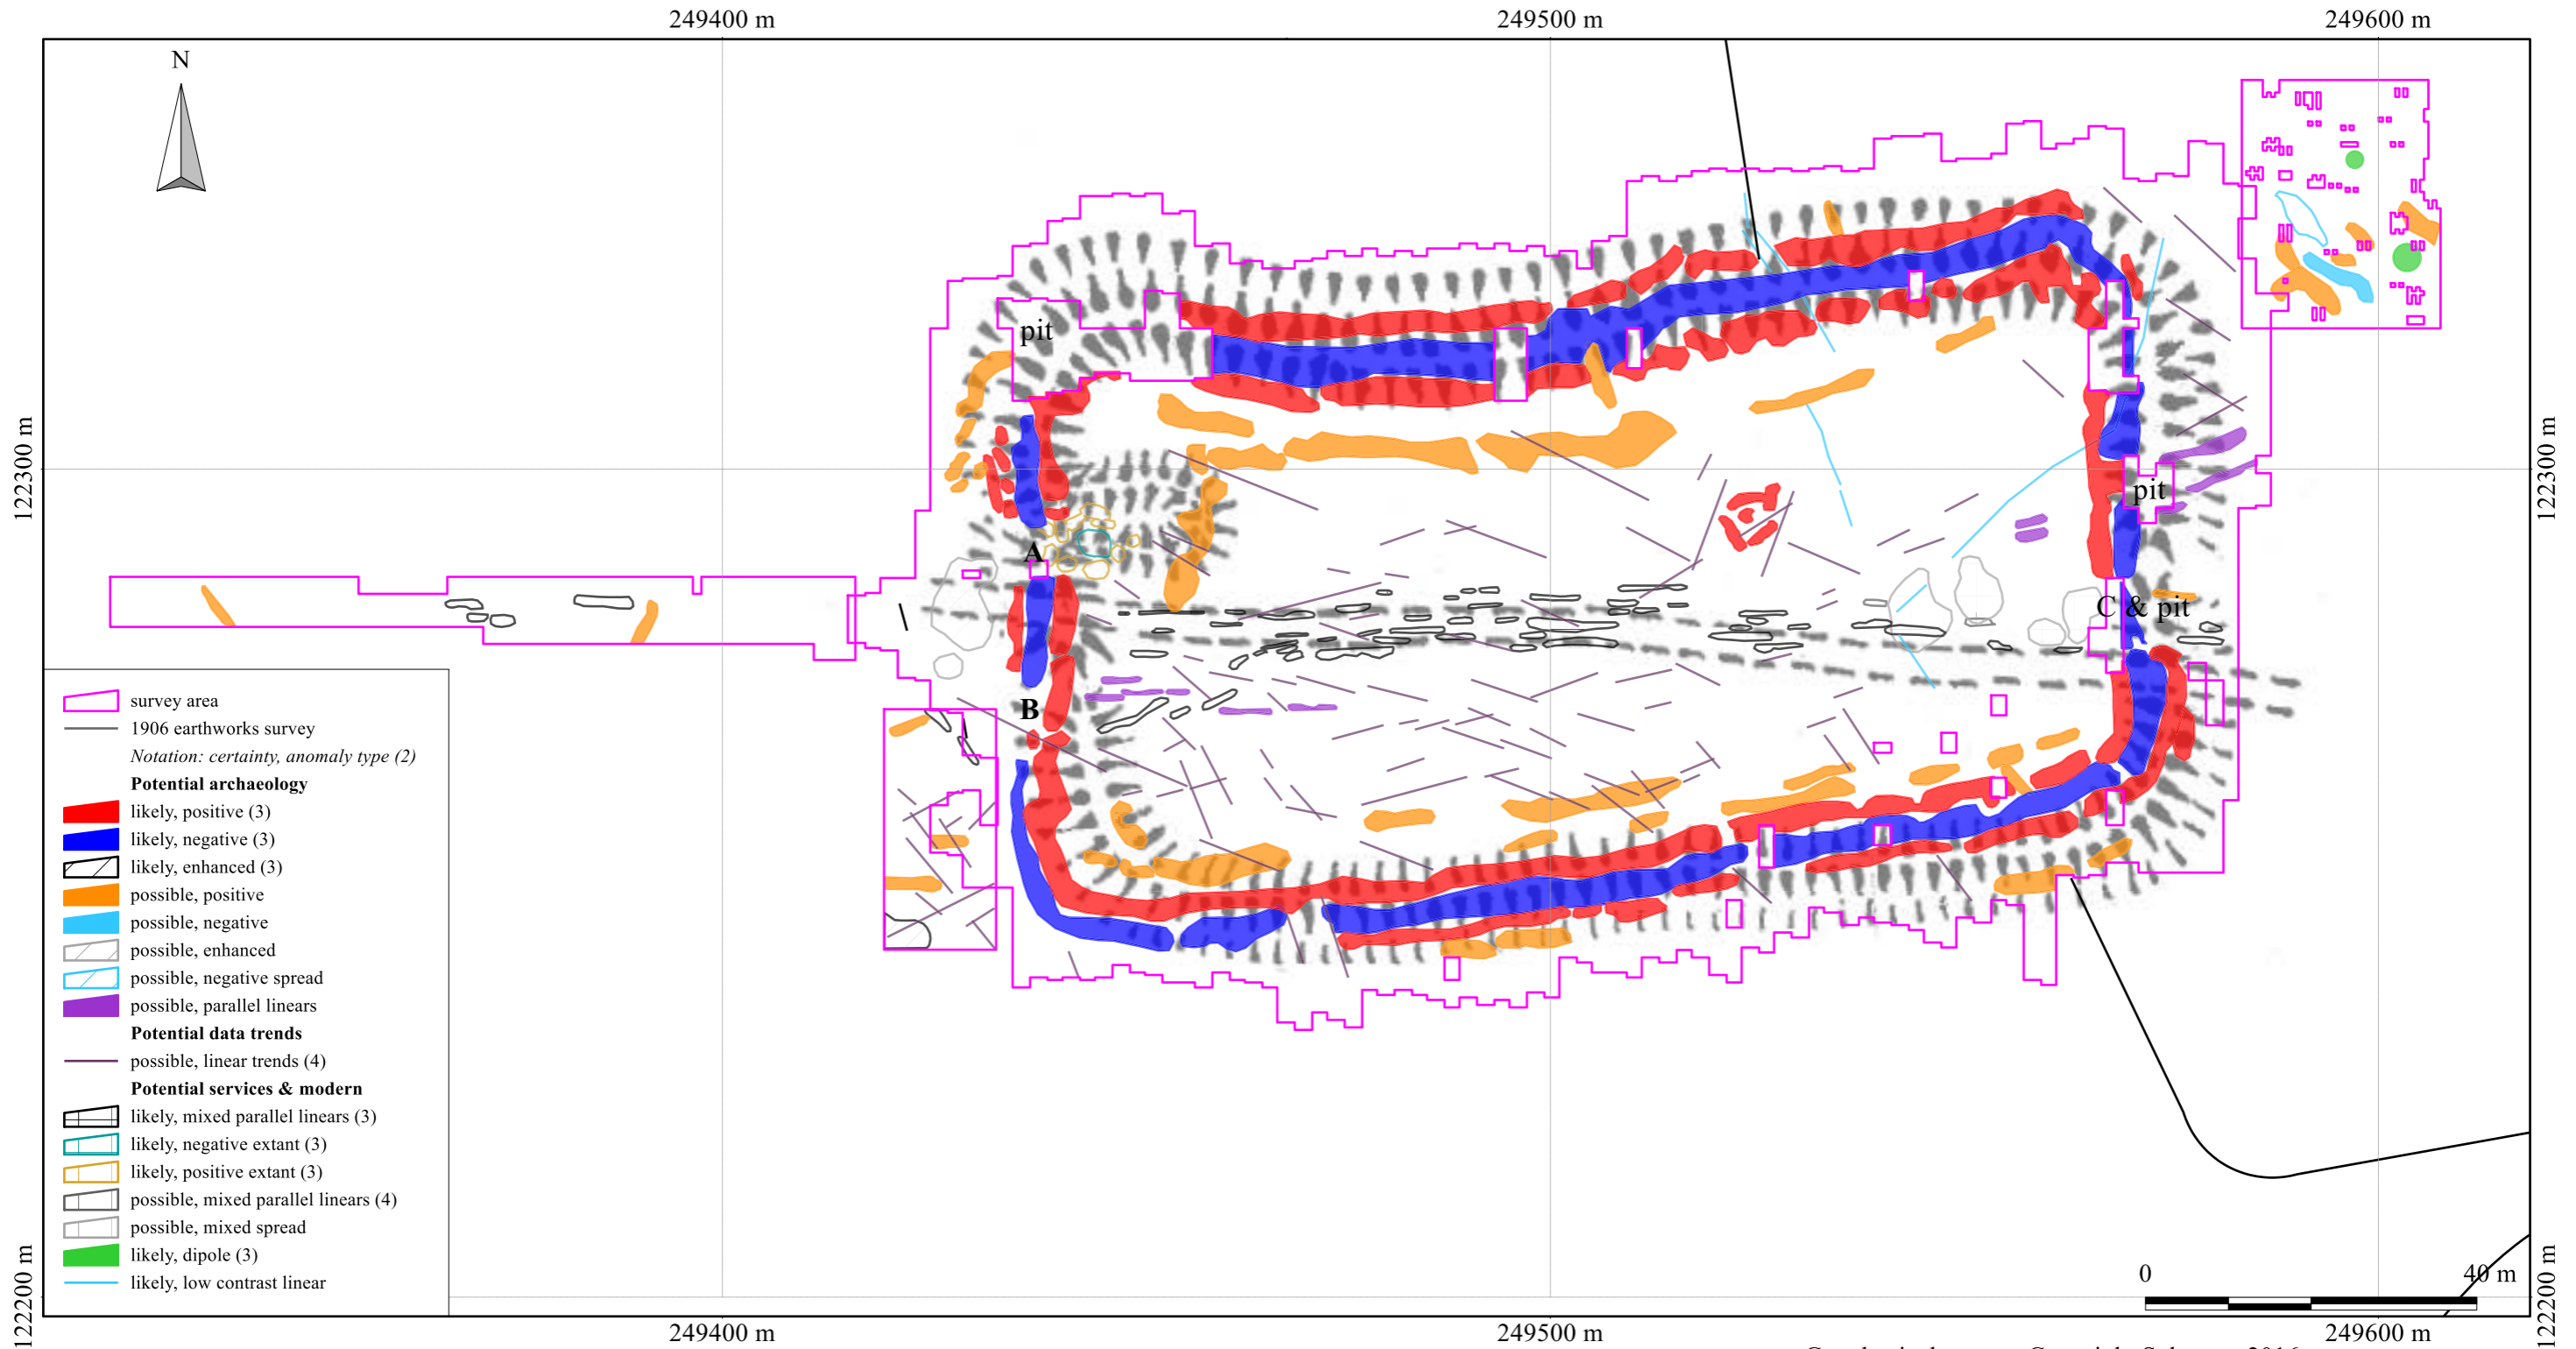 249400 m
249500 m
249600 m
N
pit
122300 m
122300 m
pit
A
C & pit
B
survey area
1906 earthworks survey
Notation: certainty, anomaly type (2)
Potential archaeology
likely, positive (3)
likely, negative (3)
likely, enhanced (3)
possible, positive
possible, negative
possible, enhanced
possible, negative spread
possible, parallel linears
Potential data trends
possible, linear trends (4)
Potential services & modern
likely, mixed parallel linears (3)
likely, negative extant (3)
likely, positive extant (3)
possible, mixed parallel linears (4)
possible, mixed spread
likely, dipole (3)
likely, low contrast linear
0
40 m
122200 m
122200 m
249400 m
249500 m
249600 m